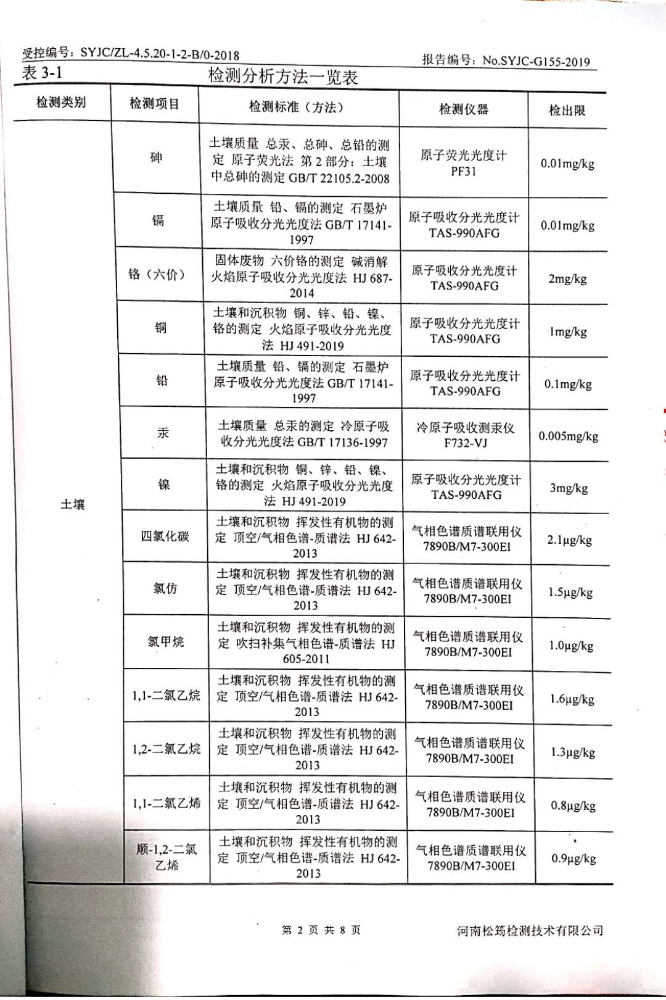 受控编号：SYJC/ZL-4.5.20-1-2-B/0-2018
报告编号：No.SYJC-G155-2019
表 3-1
检测分析方法一览表
检测类别 检测项目 检测标准（方法） 检测仪器 检出限
土壤
砷
土壤质量 总汞、总砷、总铅的测
定 原子荧光法 第 2 部分：土壤
中总砷的测定 GB/T 22105.2-2008
原子荧光光度计
PF31
0.01mg/kg
镉
土壤质量 铅、镉的测定 石墨炉
原子吸收分光光度法 GB/T 17141-
1997
原子吸收分光光度计
TAS-990AFG
0.01mg/kg
铬（六价）
固体废物 六价铬的测定 碱消解
火焰原子吸收分光光度法 HJ 687-
2014
原子吸收分光光度计
TAS-990AFG
2mg/kg
铜
土壤和沉积物 铜、锌、铅、镍、
铬的测定 火焰原子吸收分光光度
法 HJ 491-2019
原子吸收分光光度计
TAS-990AFG
1mg/kg
铅
土壤质量 铅、镉的测定 石墨炉
原子吸收分光光度法 GB/T 17141-
1997
原子吸收分光光度计
TAS-990AFG
0.1mg/kg
汞
土壤质量 总汞的测定 冷原子吸
收分光光度法 GB/T 17136-1997
冷原子吸收测汞仪
F732-VJ
0.005mg/kg
镍
土壤和沉积物 铜、锌、铅、镍、
铬的测定 火焰原子吸收分光光度
法 HJ 491-2019
原子吸收分光光度计
TAS-990AFG
3mg/kg
四氯化碳
土壤和沉积物 挥发性有机物的测
定 顶空/气相色谱-质谱法 HJ 642-
2013
气相色谱质谱联用仪
7890B/M7-300EI
2.1μg/kg
氯仿
土壤和沉积物 挥发性有机物的测
定 顶空/气相色谱-质谱法 HJ 642-
2013
气相色谱质谱联用仪
7890B/M7-300EI
1.5μg/kg
氯甲烷
土壤和沉积物 挥发性有机物的测
定 吹扫补集气相色谱-质谱法 HJ
605-2011
气相色谱质谱联用仪
7890B/M7-300EI
1.0μg/kg
1,1-二氯乙烷
土壤和沉积物 挥发性有机物的测
定 顶空/气相色谱-质谱法 HJ 642-
2013
气相色谱质谱联用仪
7890B/M7-300EI
1.6μg/kg
1,2-二氯乙烷
土壤和沉积物 挥发性有机物的测
定 顶空/气相色谱-质谱法 HJ 642-
2013
气相色谱质谱联用仪
7890B/M7-300EI
1.3μg/kg
1,1-二氯乙烯
土壤和沉积物 挥发性有机物的测
定 顶空/气相色谱-质谱法 HJ 642-
2013
气相色谱质谱联用仪
7890B/M7-300EI
0.8μg/kg
顺-1,2-二氯
乙烯
土壤和沉积物 挥发性有机物的测
定 顶空/气相色谱-质谱法 HJ 642-
2013
气相色谱质谱联用仪
7890B/M7-300EI
0.9μg/kg
第 2 页 共 8 页
河南松筠检测技术有限公司